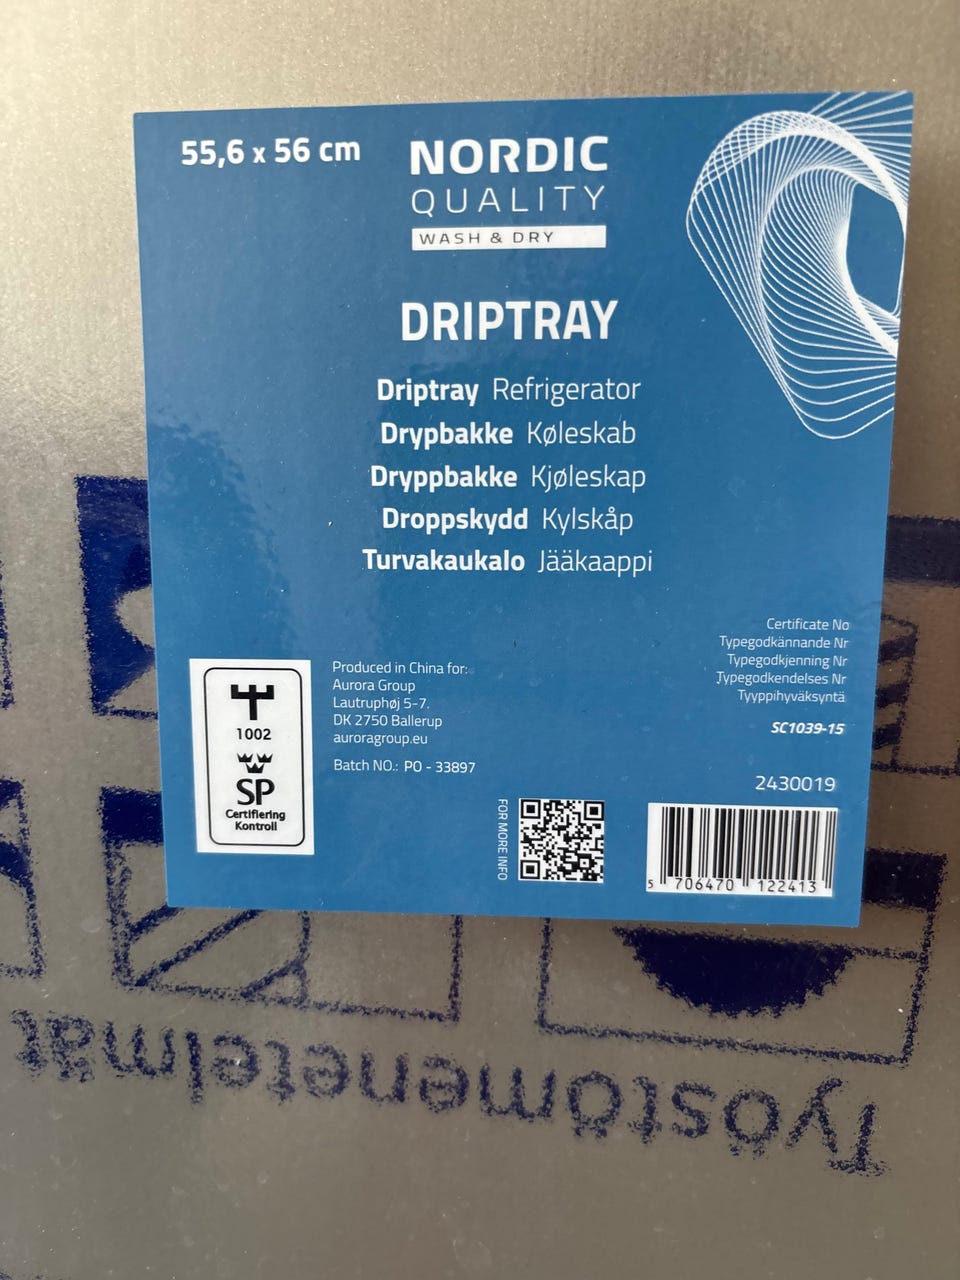 55,6 x 56 cm
NORDIC
QUALITY
WASH & DRY
DRIPTRAY
Driptray Refrigerator
Drypbakke Køleskab
Dryppbakke Kjøleskap
Droppskydd Kylskåp
Turvakaukalo Jääkaappi
Certificate No
Typegodkännande Nr
Typegodkjenning Nr
Typegodkendelses Nr
Tyyppihyväksyntä
SC1039-15
1002
SP
Certifiering
Kontroll
Produced in China for:
Aurora Group
Lautruphøj 5-7.
DK 2750 Ballerup
auroragroup.eu
Batch NO.: PO - 33897
FOR MORE INFO
2430019
5 706470 122413
Työstömenetelmät